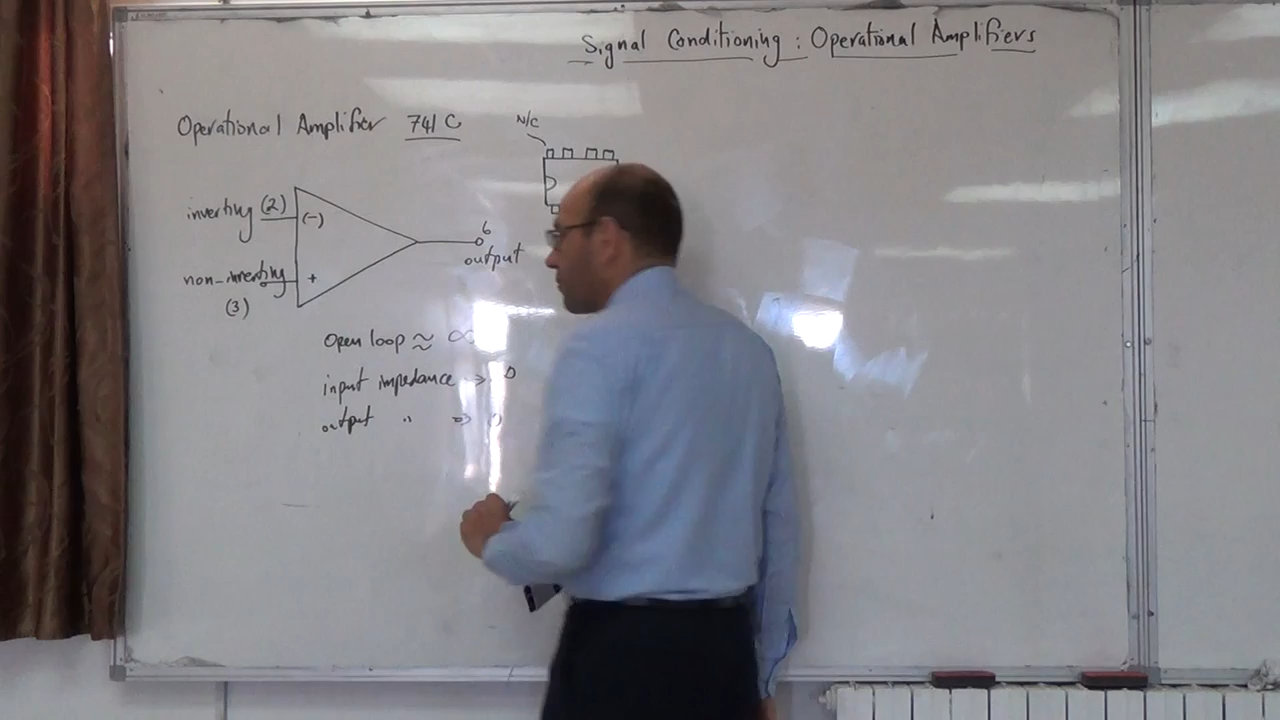 Signal Conditioning : Operational Amplifiers
Operational Amplifier 741 C
N/C
inverting (2)
(-)
6
output
non-inverting
+
(3)
Open loop ≈ ∞
input impedance →
output " ⇒